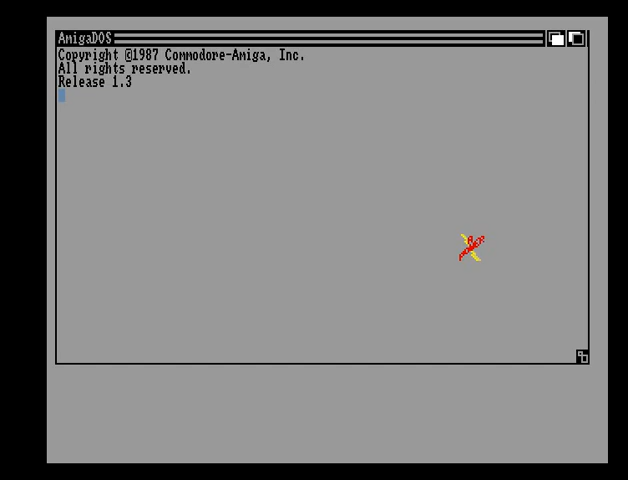 AmigaDOS
Copyright ©1987 Commodore-Amiga, Inc.
All rights reserved.
Release 1.3